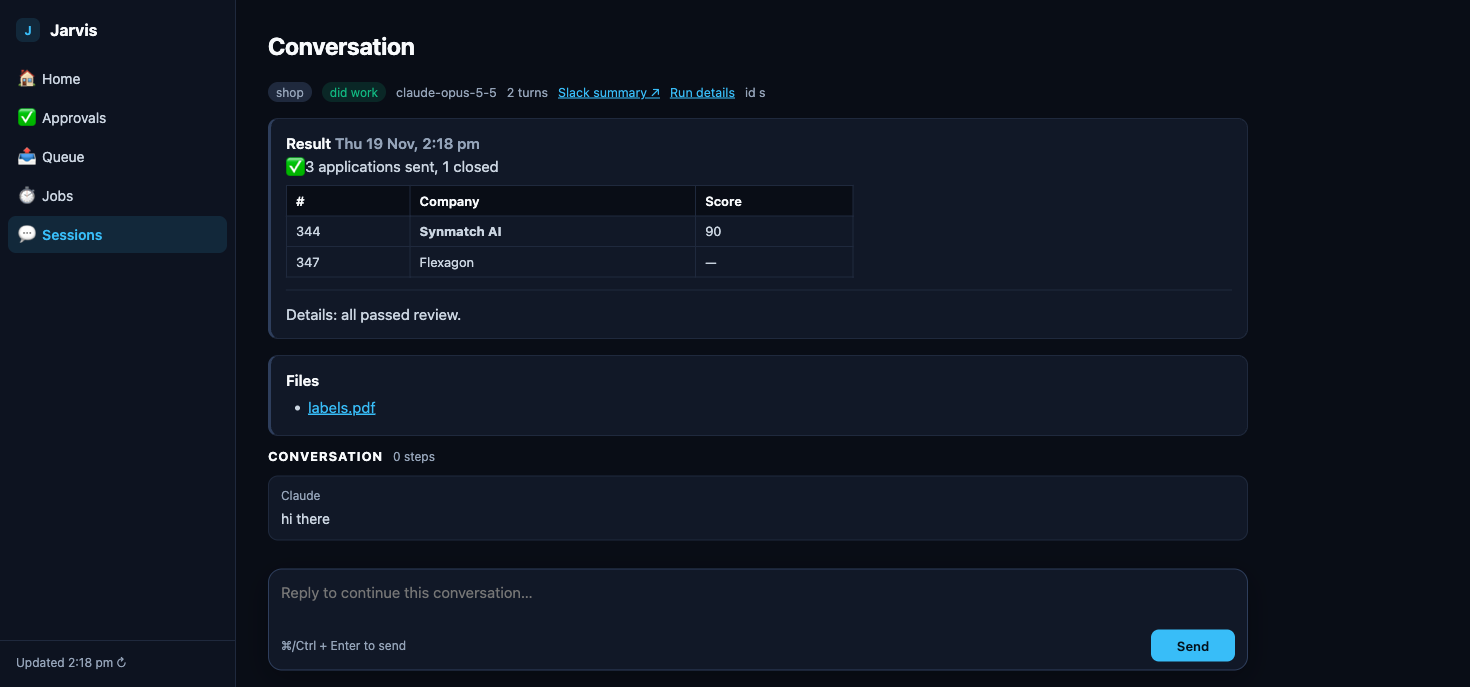 J Jarvis
🏠 Home
✅ Approvals
📤 Queue
⏱️ Jobs
💬 Sessions
Updated 2:18 pm ↻
Conversation
shop did work claude-opus-5-5 2 turns Slack summary ↗ Run details id s
Result Thu 19 Nov, 2:18 pm
✅3 applications sent, 1 closed
# Company Score
344 Synmatch AI 90
347 Flexagon —
Details: all passed review.
Files
• labels.pdf
CONVERSATION 0 steps
Claude
hi there
Reply to continue this conversation...
⌘/Ctrl + Enter to send
Send